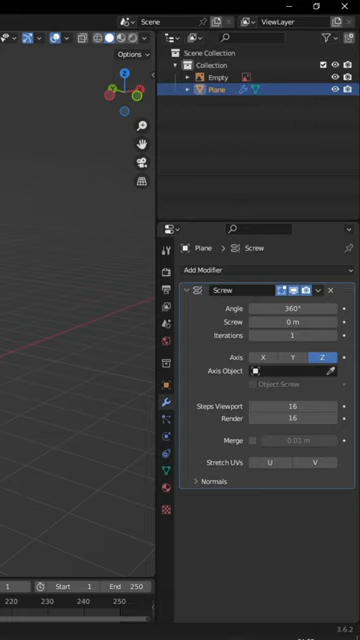 Scene
ViewLayer
Options
Scene Collection
Collection
Empty
Plane
Z
Y
X
Plane
Screw
Add Modifier
Screw
Angle
360°
Screw
0 m
Iterations
1
Axis
X
Y
Z
Axis Object
Object Screw
Steps Viewport
16
Render
16
Merge
0.01 m
Stretch UVs
U
V
Normals
1
Start
1
End
250
220
230
240
250
3.6.2